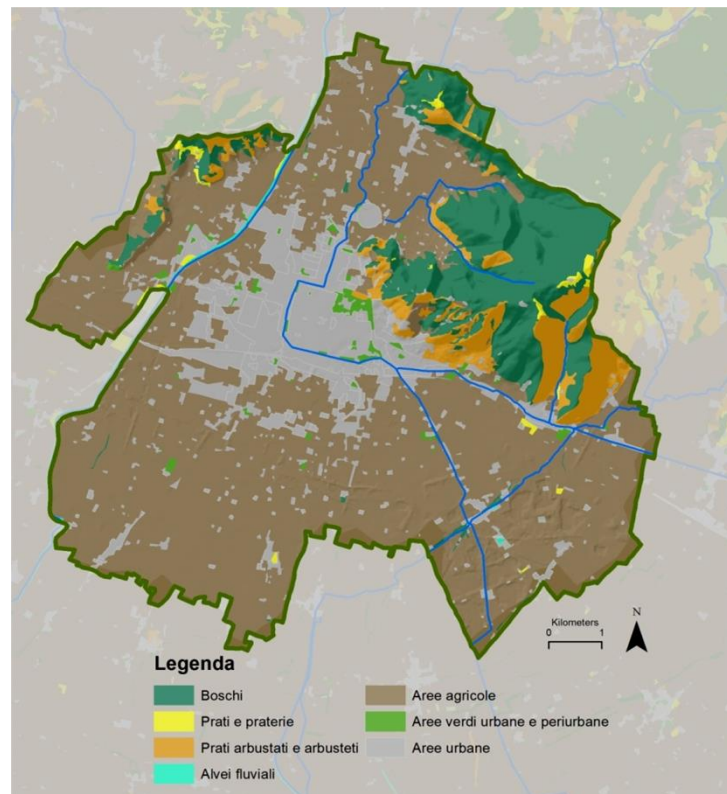 N
Kilometers
0 1
Legenda
Boschi
Prati e praterie
Prati arbustati e arbusteti
Alvei fluviali
Aree agricole
Aree verdi urbane e periurbane
Aree urbane